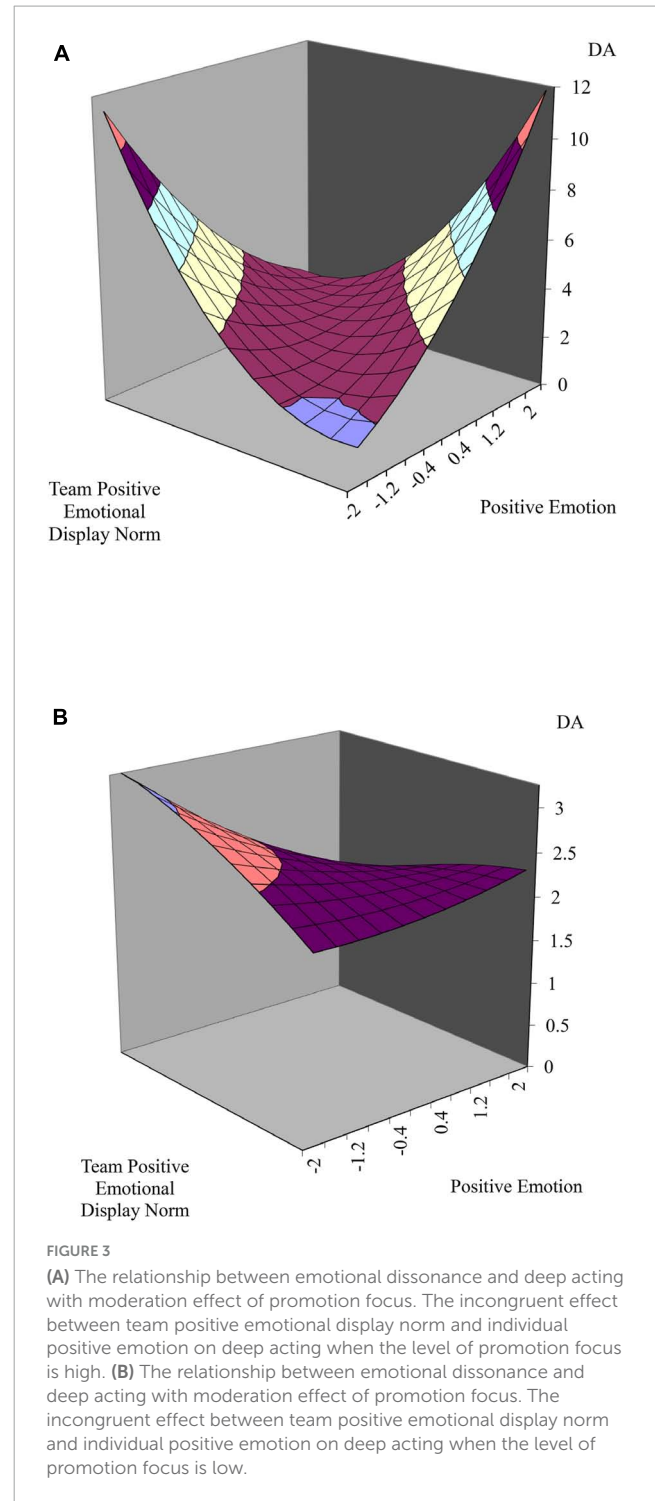 A
DA
12
10
8
6
4
2
0
2
1.2
0.4
-0.4
-1.2
-2
Team Positive
Emotional
Display Norm
Positive Emotion
B
DA
3
2.5
2
1.5
1
0.5
0
2
1.2
0.4
-0.4
-1.2
-2
Team Positive
Emotional
Display Norm
Positive Emotion
FIGURE 3
(A) The relationship between emotional dissonance and deep acting
with moderation effect of promotion focus. The incongruent effect
between team positive emotional display norm and individual
positive emotion on deep acting when the level of promotion focus
is high. (B) The relationship between emotional dissonance and
deep acting with moderation effect of promotion focus. The
incongruent effect between team positive emotional display norm
and individual positive emotion on deep acting when the level of
promotion focus is low.